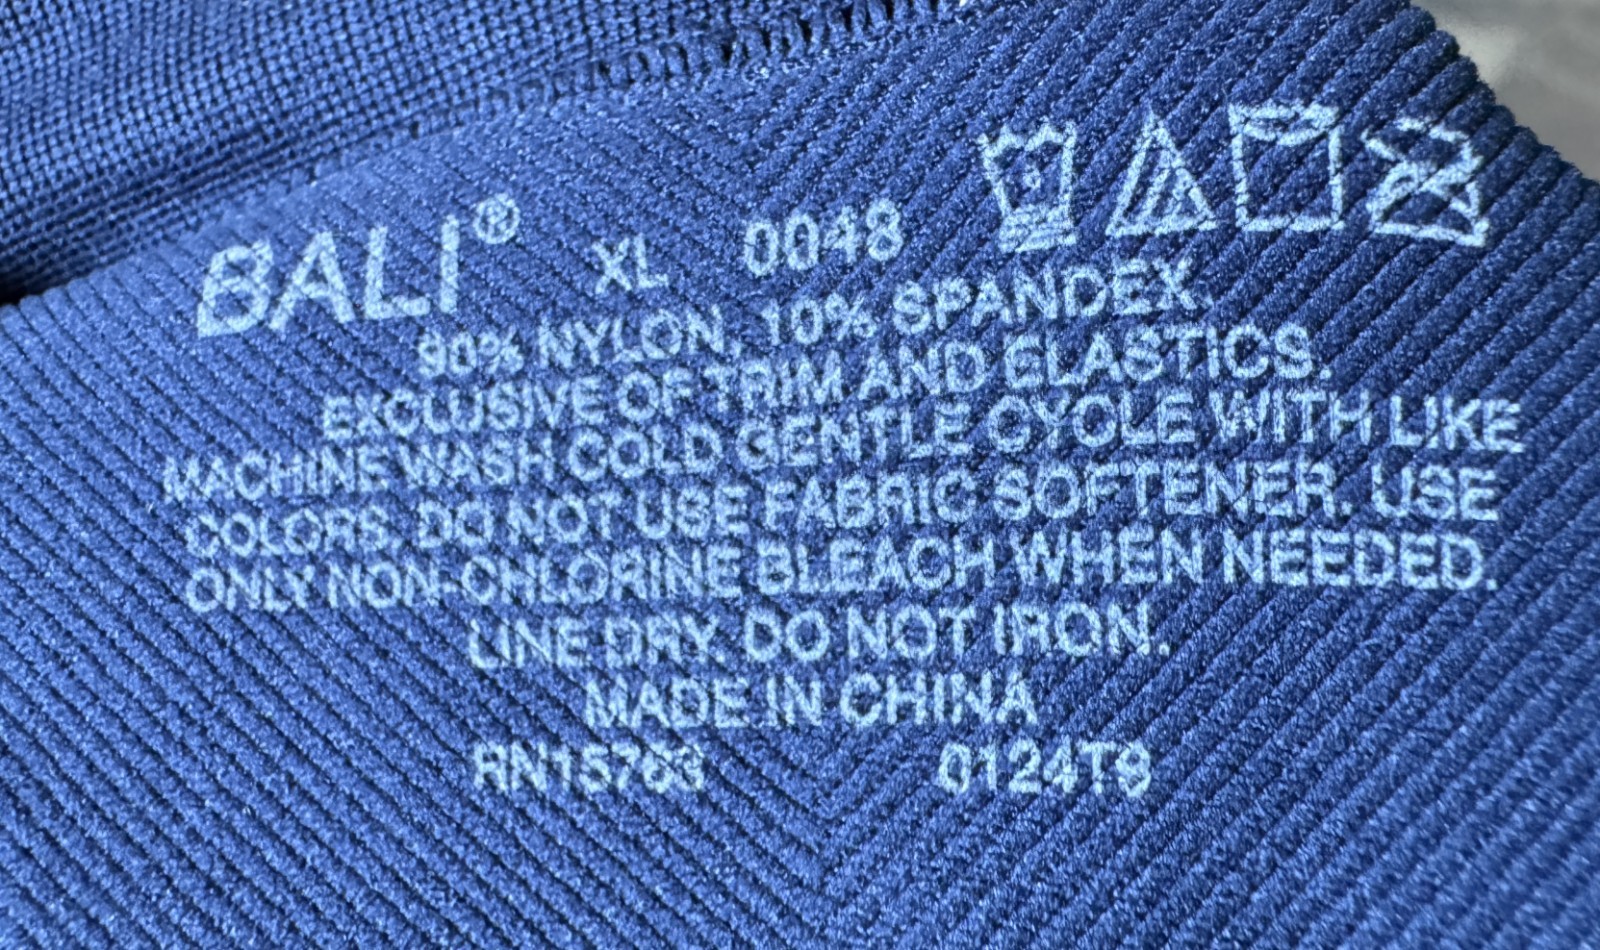 BALI® XL 0048
90% NYLON, 10% SPANDEX.
EXCLUSIVE OF TRIM AND ELASTICS.
MACHINE WASH COLD GENTLE CYCLE WITH LIKE
COLORS. DO NOT USE FABRIC SOFTENER. USE
ONLY NON-CHLORINE BLEACH WHEN NEEDED.
LINE DRY. DO NOT IRON.
MADE IN CHINA
RN15763 0124T8